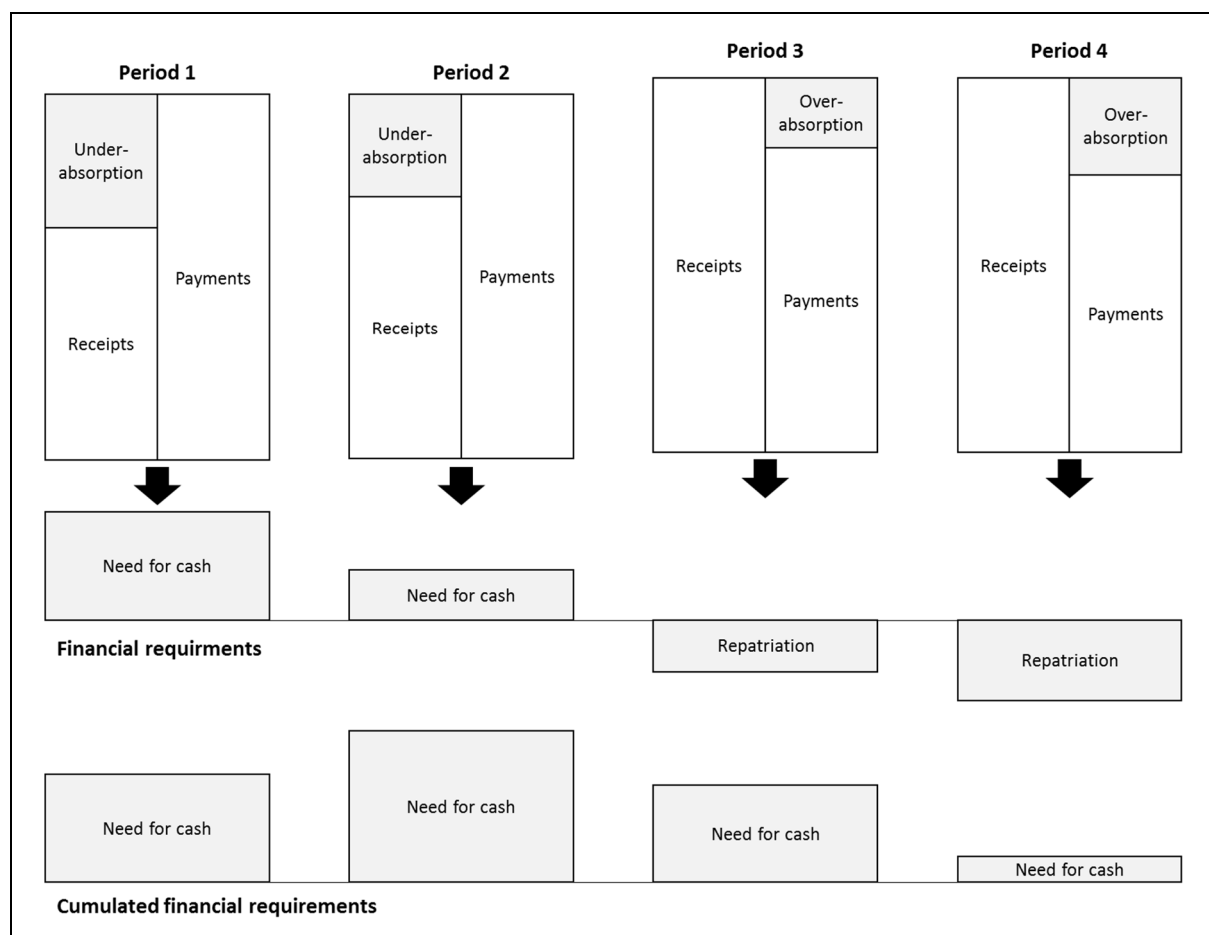 Period 1
Period 2
Period 3
Period 4
Under-
absorption
Payments
Receipts
Under-
absorption
Payments
Receipts
Receipts
Over-
absorption
Payments
Receipts
Over-
absorption
Payments
Need for cash
Need for cash
Repatriation
Repatriation
Financial requirments
Need for cash
Need for cash
Need for cash
Need for cash
Cumulated financial requirements